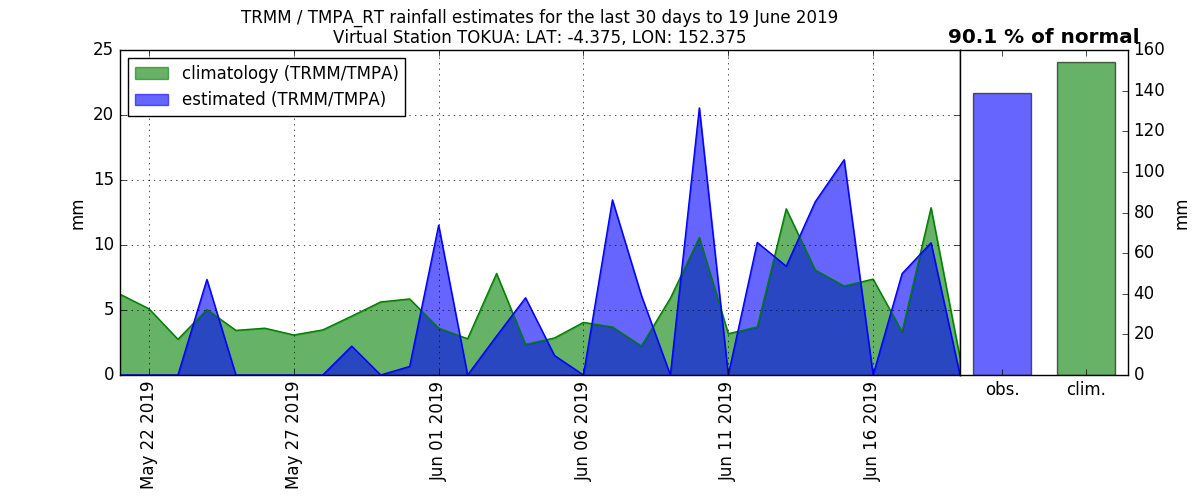 TRMM / TMPA_RT rainfall estimates for the last 30 days to 19 June 2019
Virtual Station TOKUA: LAT: -4.375, LON: 152.375
90.1 % of normal
climatology (TRMM/TMPA)
estimated (TRMM/TMPA)
25
20
15
10
5
0
mm
May 22 2019
May 27 2019
Jun 01 2019
Jun 06 2019
Jun 11 2019
Jun 16 2019
obs.
clim.
160
140
120
100
80
60
40
20
0
mm